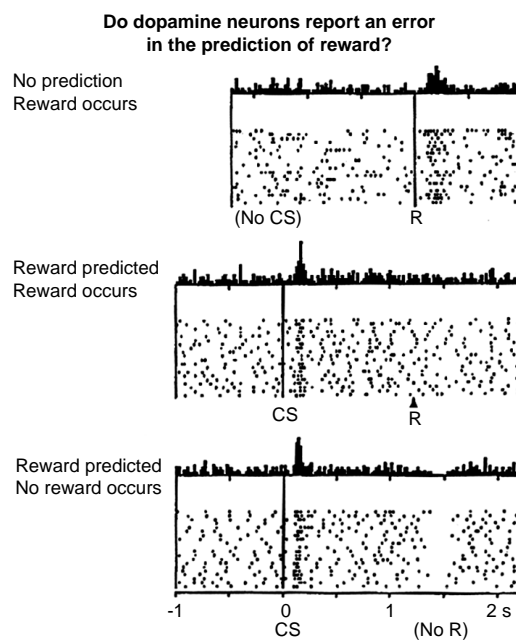 Do dopamine neurons report an error
in the prediction of reward?
No prediction
Reward occurs
(No CS) R
Reward predicted
Reward occurs
CS R
Reward predicted
No reward occurs
-1 0 1 2 s
CS (No R)